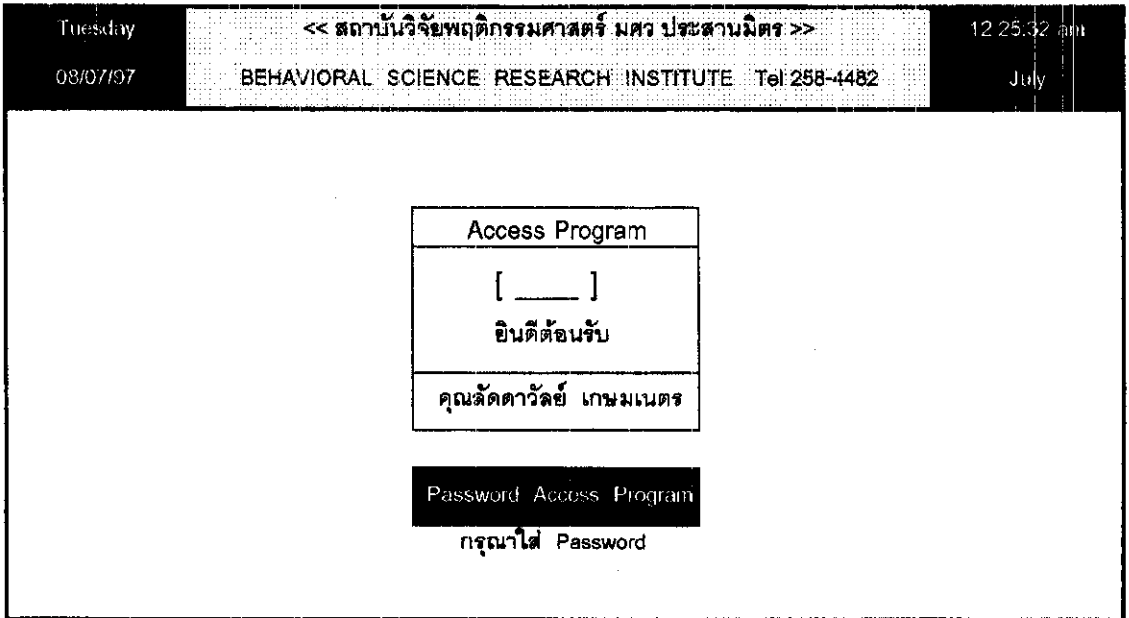 Tuesday << สถาบันวิจัยพฤติกรรมศาสตร์ มศว ประสานมิตร >> 12:25:32 am
08/07/97 BEHAVIORAL SCIENCE RESEARCH INSTITUTE Tel 258-4482 July
Access Program
[ _____ ]
ยินดีต้อนรับ
คุณลัดดาวัลย์ เกษมเนตร
Password Access Program
กรุณาใส่ Password